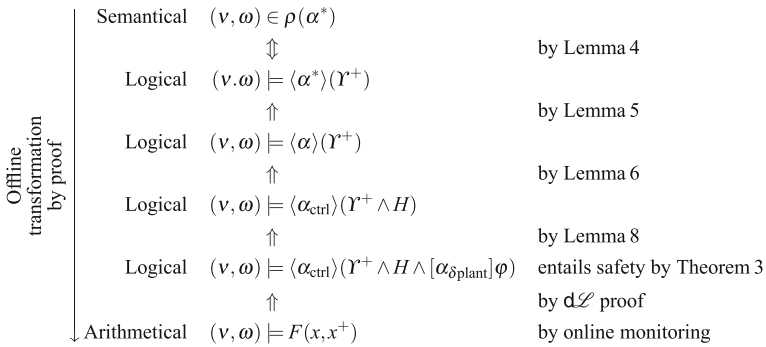 Offline
transformation
by proof
Semantical (ν, ω) ∈ ρ(α*)
⇕ by Lemma 4
Logical (ν.ω) ⊨ ⟨α*⟩(ϒ⁺)
⇑ by Lemma 5
Logical (ν, ω) ⊨ ⟨α⟩(ϒ⁺)
⇑ by Lemma 6
Logical (ν, ω) ⊨ ⟨α_ctrl⟩(ϒ⁺ ∧ H)
⇑ by Lemma 8
Logical (ν, ω) ⊨ ⟨α_ctrl⟩(ϒ⁺ ∧ H ∧ [α_δplant]φ) entails safety by Theorem 3
⇑ by dℒ proof
Arithmetical (ν, ω) ⊨ F(x, x⁺) by online monitoring